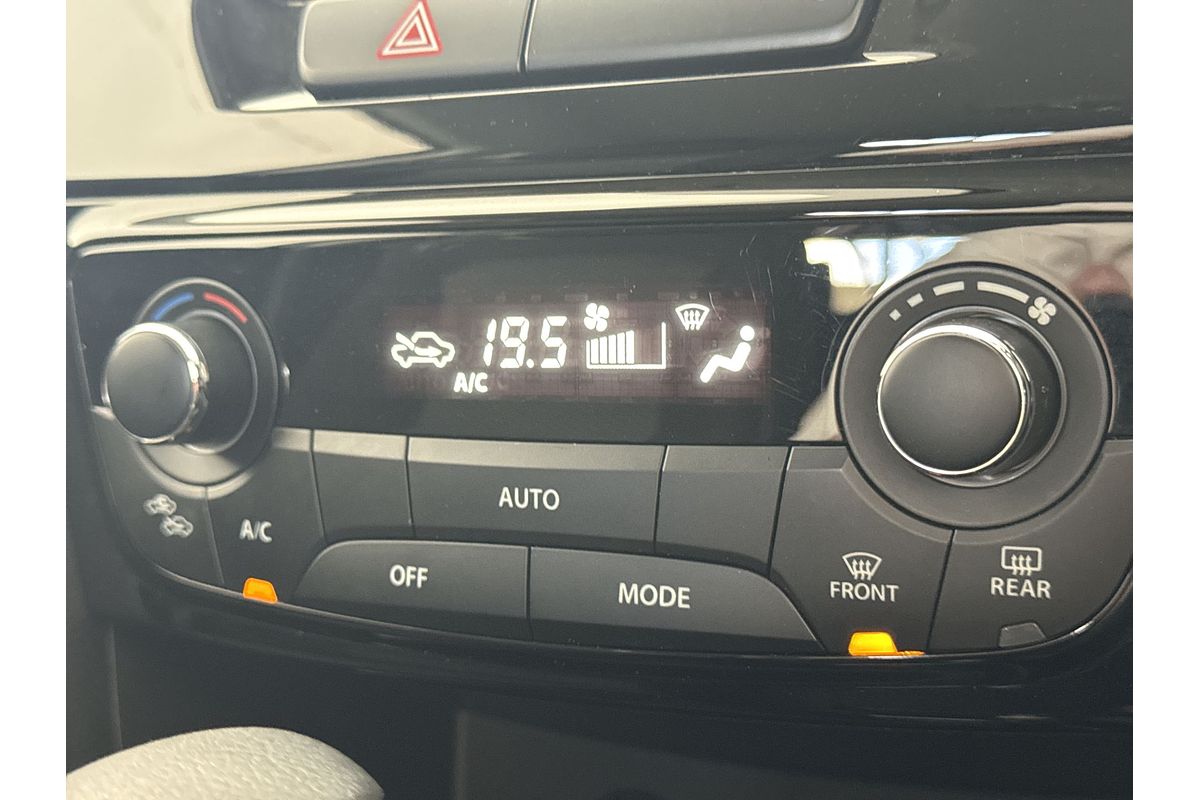 19.5
A/C
AUTO
A/C
OFF
MODE
FRONT
REAR